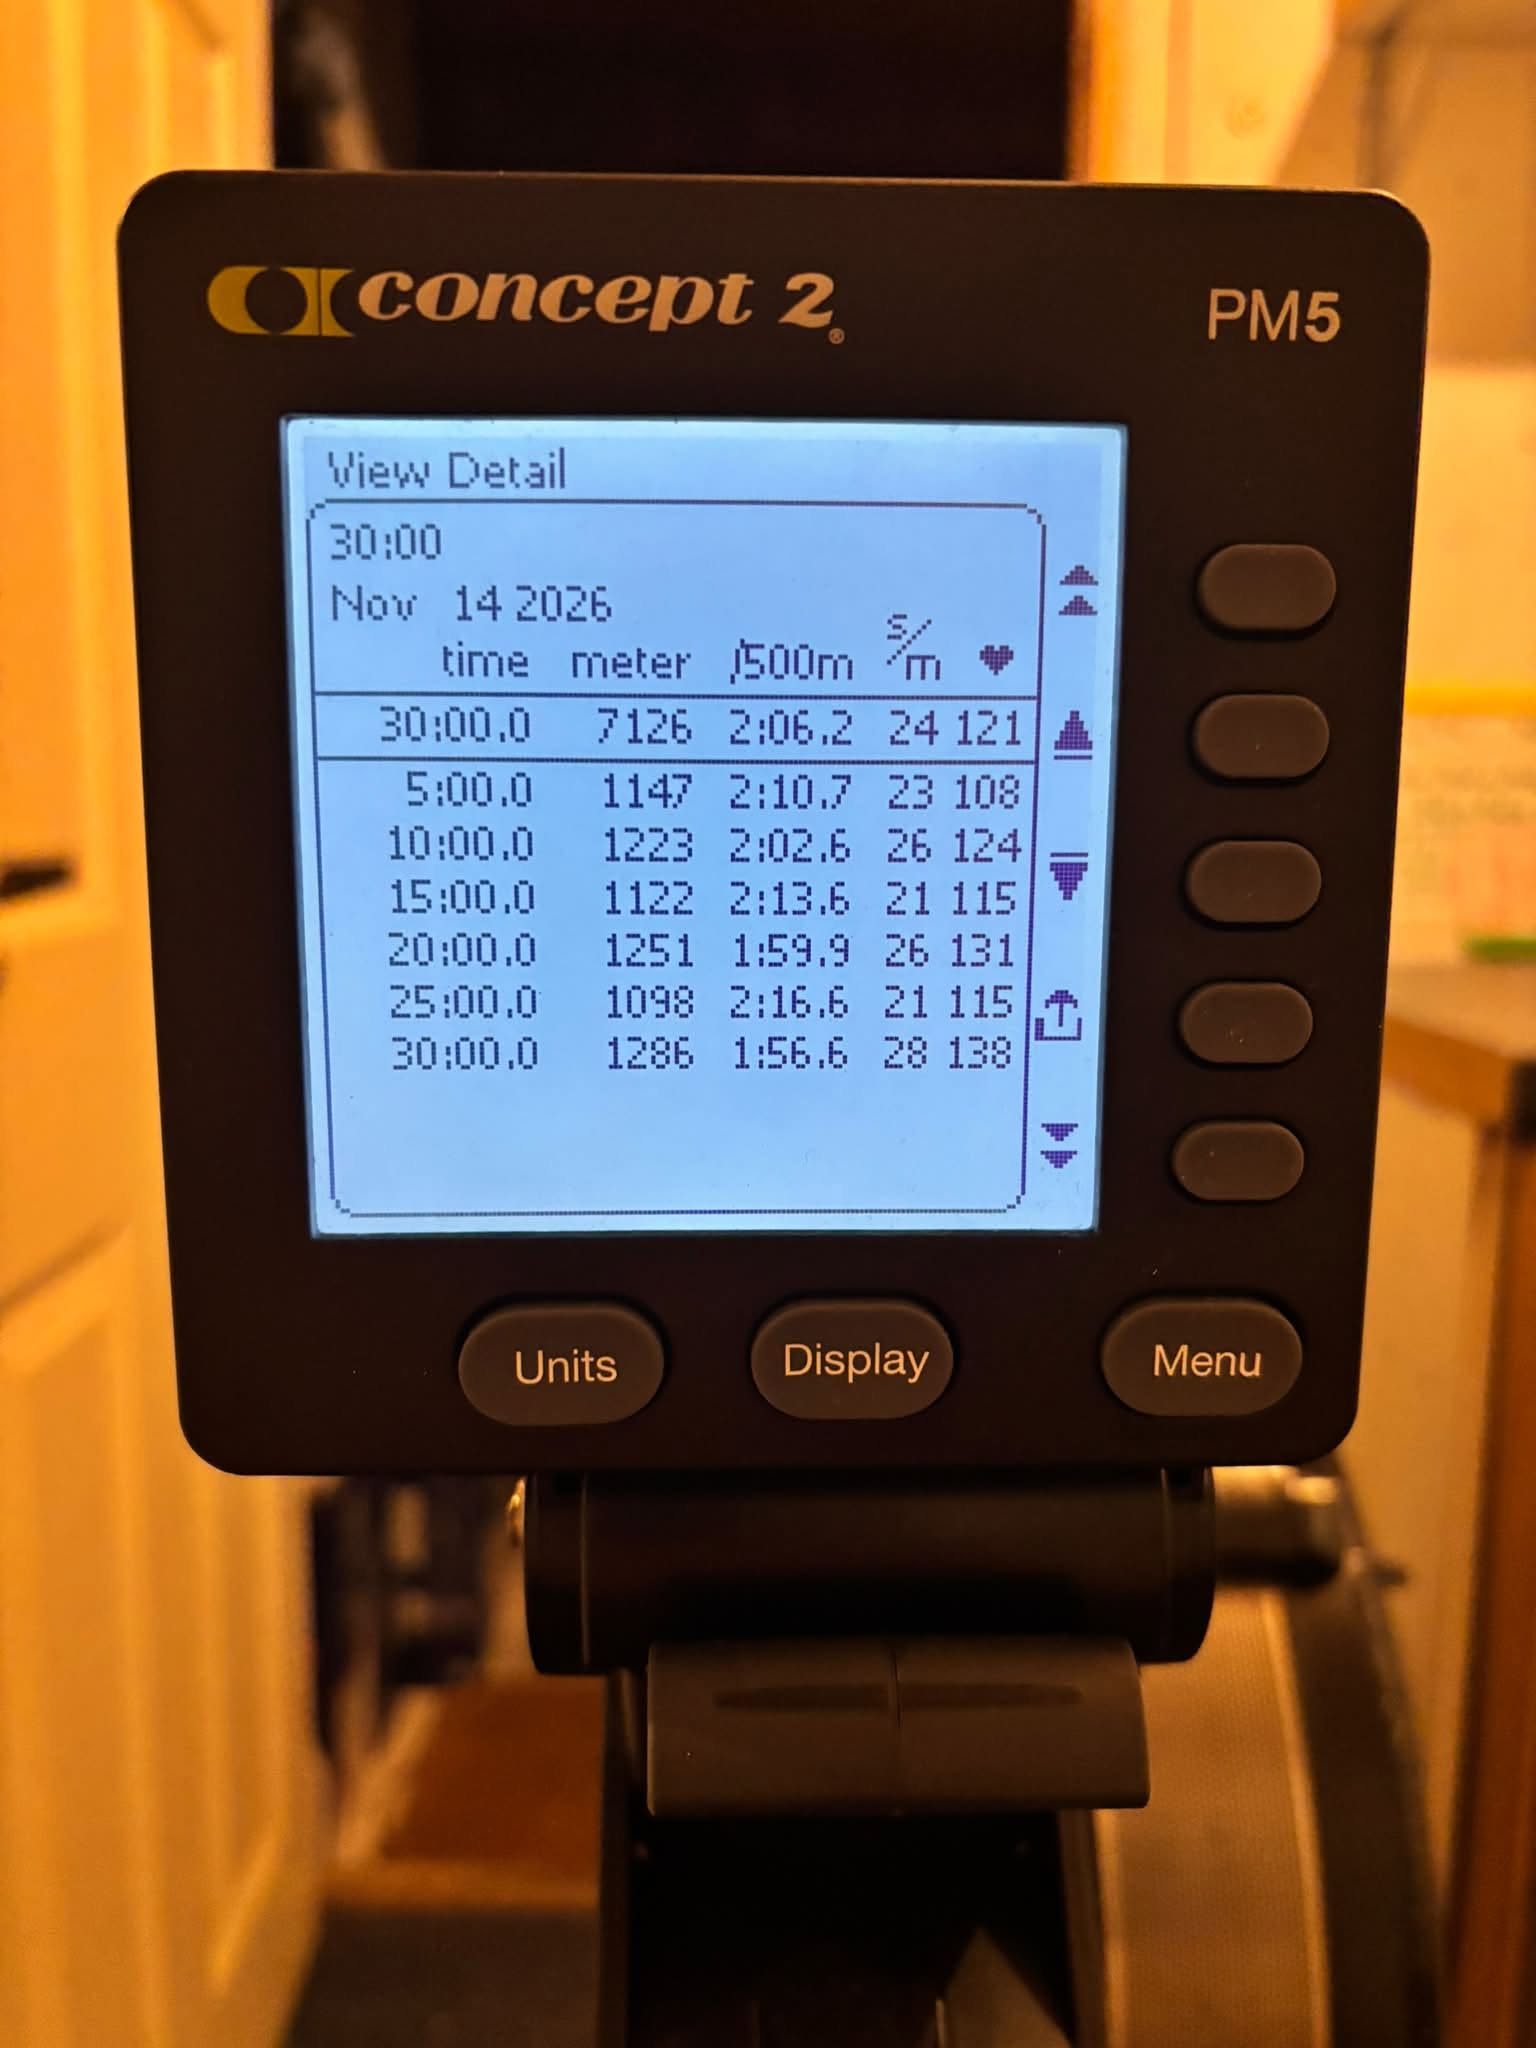 concept 2®
PM5
View Detail
30:00
Nov 14 2026
time meter /500m s/m ♥
30:00.0 7126 2:06.2 24 121
5:00.0 1147 2:10.7 23 108
10:00.0 1223 2:02.6 26 124
15:00.0 1122 2:13.6 21 115
20:00.0 1251 1:59.9 26 131
25:00.0 1098 2:16.6 21 115
30:00.0 1286 1:56.6 28 138
Units
Display
Menu